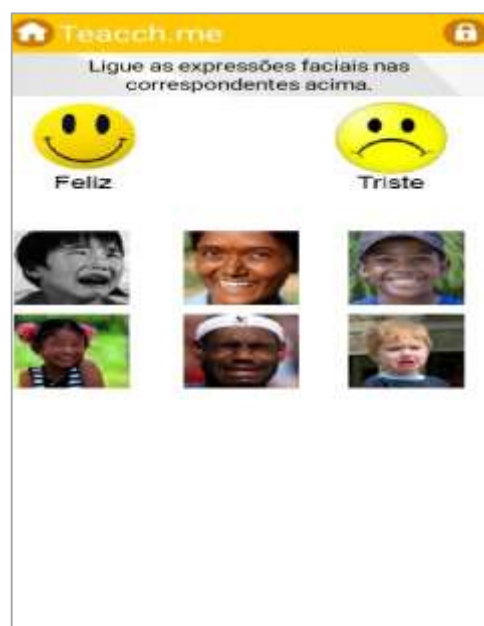 Teacch.me
Ligue as expressões faciais nas
correspondentes acima.
Feliz
Triste